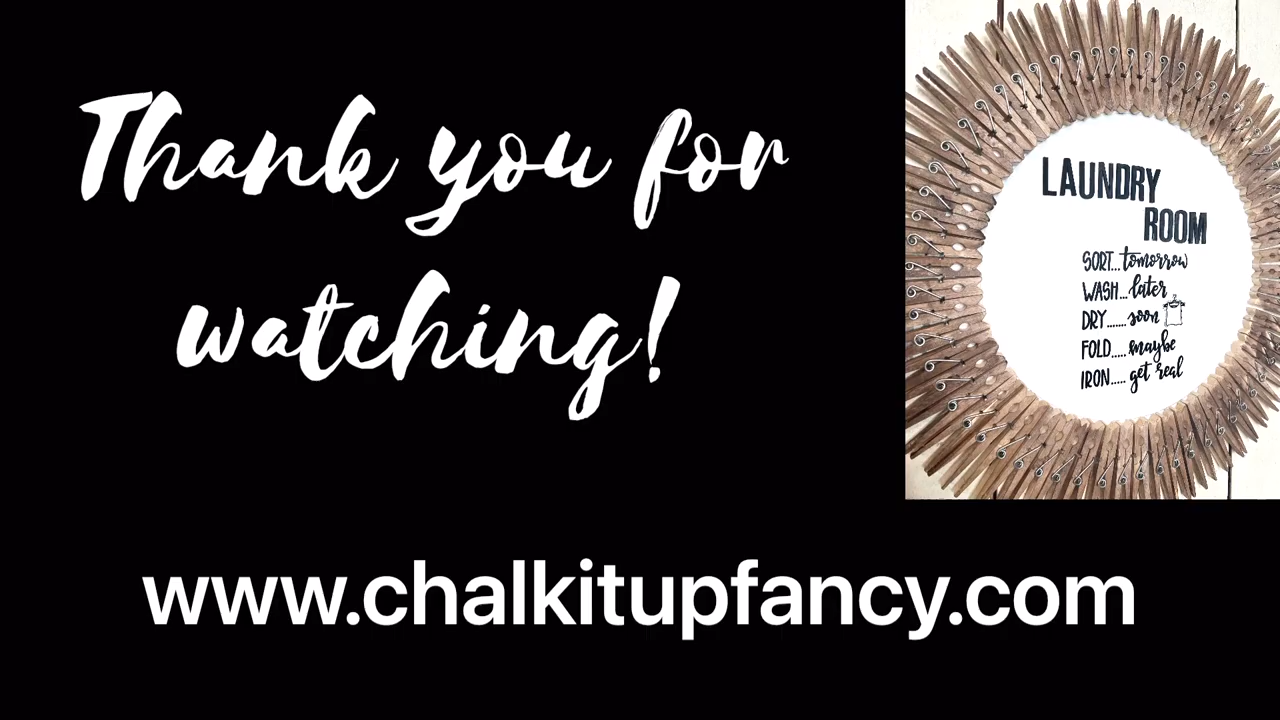 Thank you for
watching!
LAUNDRY
ROOM
SORT...tomorrow
WASH...later
DRY.......soon
FOLD.....maybe
IRON.....get real
www.chalkitupfancy.com